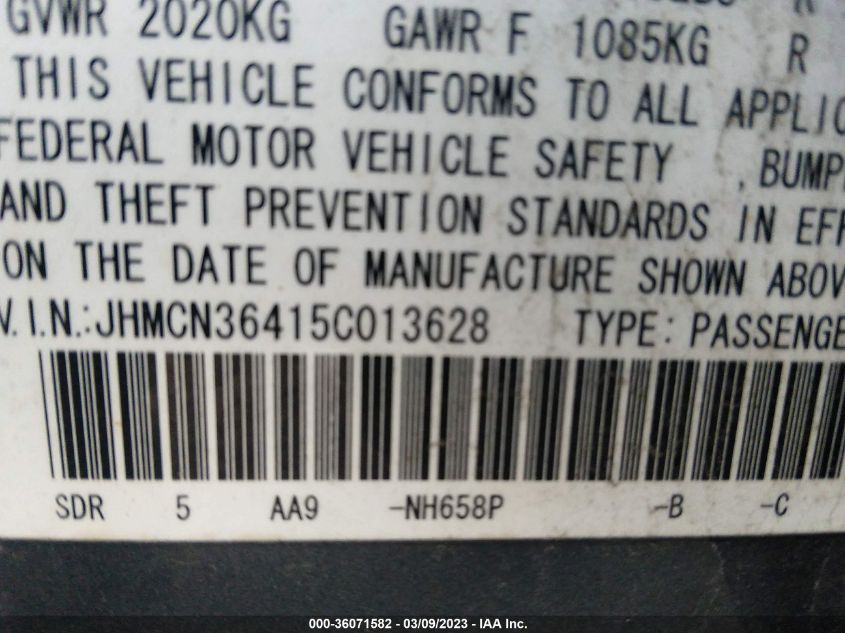 GVWR 2020KG GAWR F 1085KG R
THIS VEHICLE CONFORMS TO ALL APPLIC
FEDERAL MOTOR VEHICLE SAFETY , BUMP
AND THEFT PREVENTION STANDARDS IN EFF
ON THE DATE OF MANUFACTURE SHOWN ABOV
V.I.N.:JHMCN36415C013628 TYPE: PASSENGE
SDR 5 AA9 -NH658P -B -C
000-36071582 - 03/09/2023 - IAA Inc.